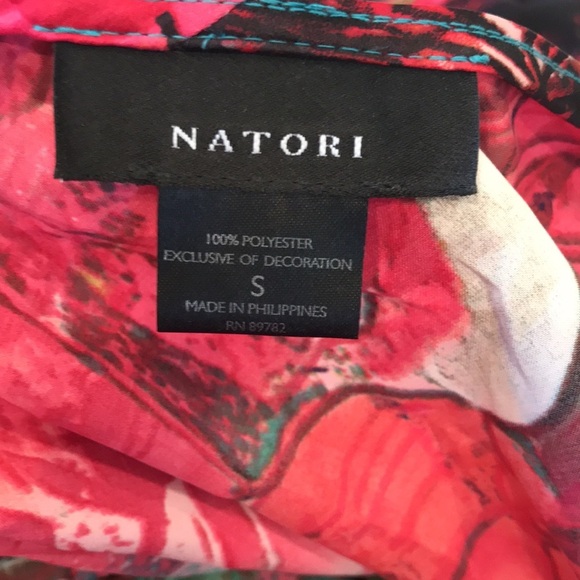 NATORI
100% POLYESTER
EXCLUSIVE OF DECORATION
S
MADE IN PHILIPPINES
RN 89782